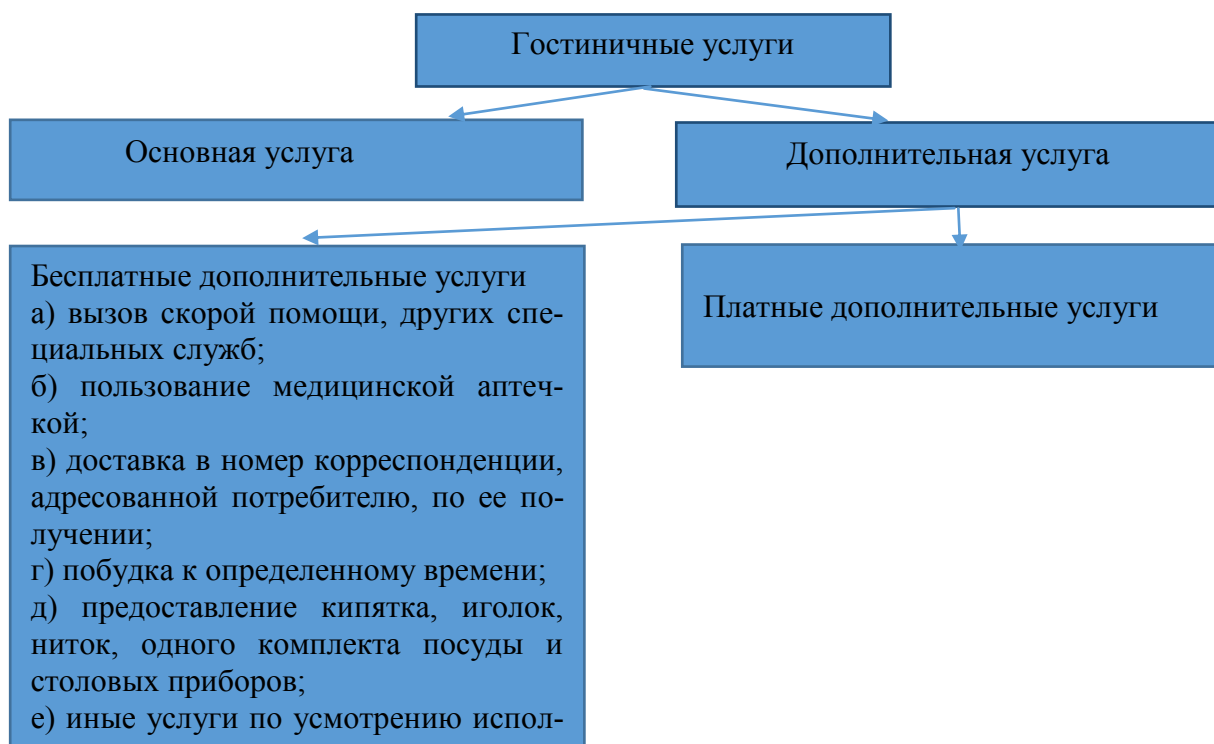 Гостиничные услуги
Основная услуга
Дополнительная услуга
Бесплатные дополнительные услуги
а) вызов скорой помощи, других спе-
циальных служб;
б) пользование медицинской аптеч-
кой;
в) доставка в номер корреспонденции,
адресованной потребителю, по ее по-
лучении;
г) побудка к определенному времени;
д) предоставление кипятка, иголок,
ниток, одного комплекта посуды и
столовых приборов;
е) иные услуги по усмотрению испол-
Платные дополнительные услуги